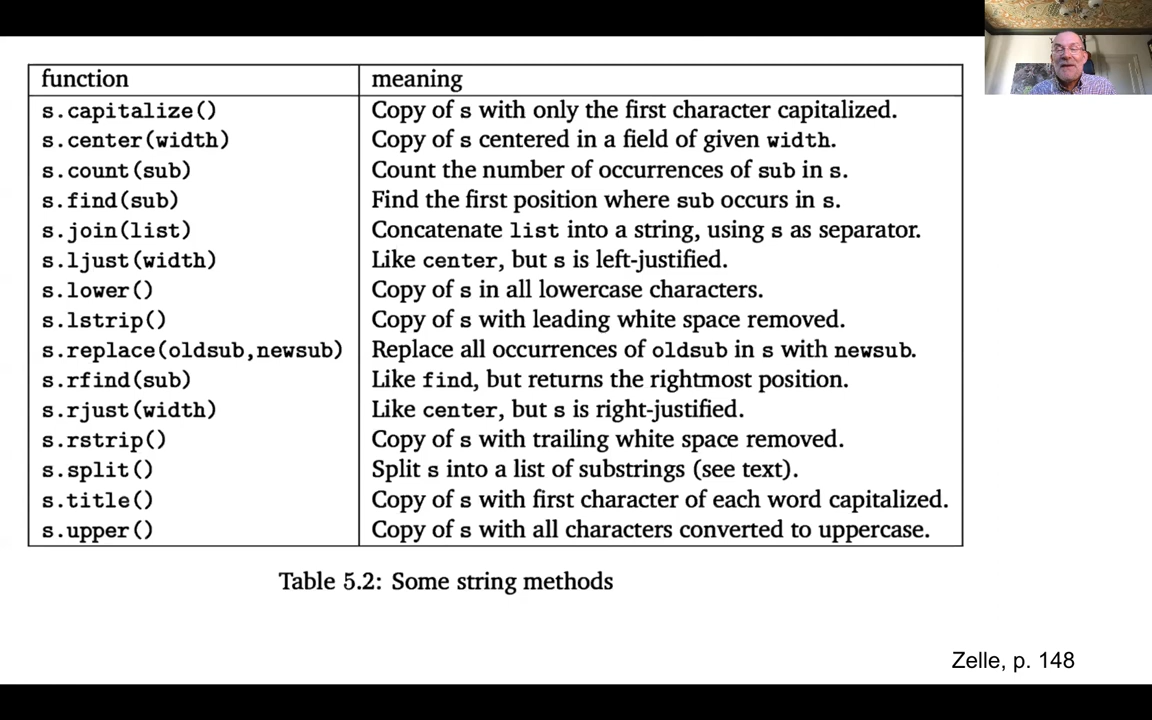 function meaning
s.capitalize() Copy of s with only the first character capitalized.
s.center(width) Copy of s centered in a field of given width.
s.count(sub) Count the number of occurrences of sub in s.
s.find(sub) Find the first position where sub occurs in s.
s.join(list) Concatenate list into a string, using s as separator.
s.ljust(width) Like center, but s is left-justified.
s.lower() Copy of s in all lowercase characters.
s.lstrip() Copy of s with leading white space removed.
s.replace(oldsub,newsub) Replace all occurrences of oldsub in s with newsub.
s.rfind(sub) Like find, but returns the rightmost position.
s.rjust(width) Like center, but s is right-justified.
s.rstrip() Copy of s with trailing white space removed.
s.split() Split s into a list of substrings (see text).
s.title() Copy of s with first character of each word capitalized.
s.upper() Copy of s with all characters converted to uppercase.
Table 5.2: Some string methods
Zelle, p. 148